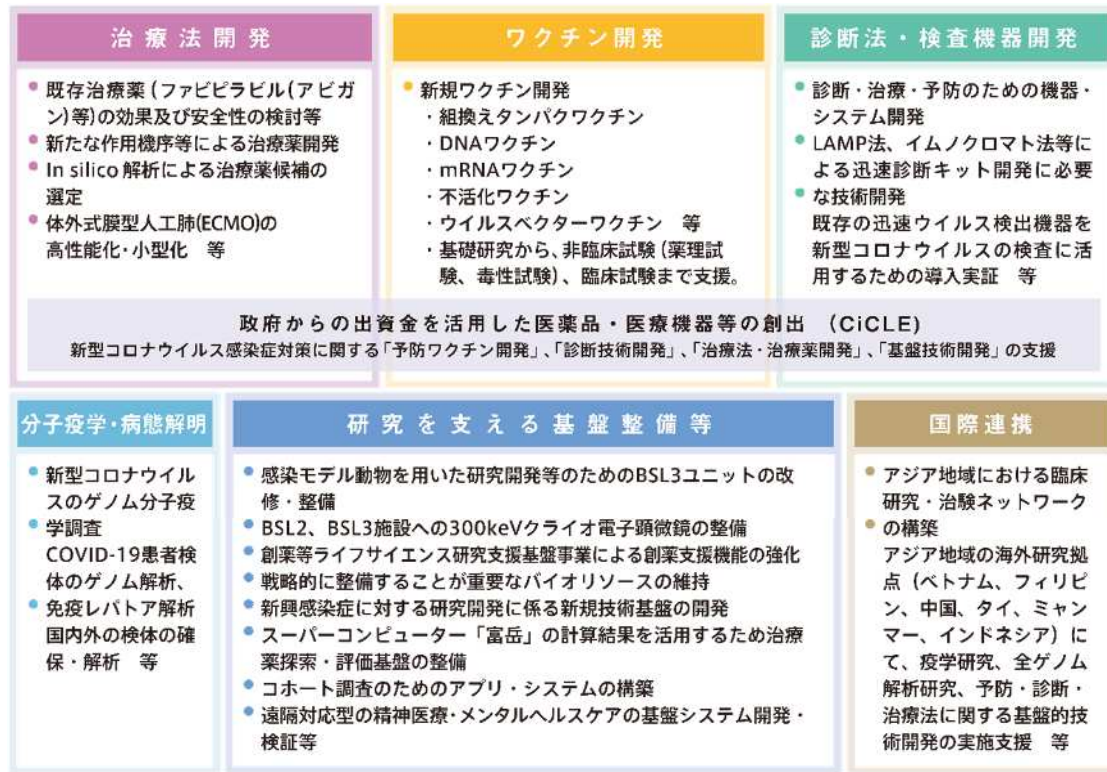 治療法開発
既存治療薬(ファビピラビル(アビガ
ン)等)の効果及び安全性の検討等
新たな作用機序等による治療薬開発
In silico 解析による治療薬候補の
選定
体外式膜型人工肺(ECMO)の
高性能化・小型化 等
ワクチン開発
新規ワクチン開発
・組換えタンパクワクチン
・DNAワクチン
・mRNAワクチン
・不活化ワクチン
・ウイルスベクターワクチン 等
・基礎研究から、非臨床試験(薬理試
験、毒性試験)、臨床試験まで支援。
診断法・検査機器開発
診断・治療・予防のための機器・
システム開発
LAMP法、イムノクロマト法等に
よる迅速診断キット開発に必要
な技術開発
既存の迅速ウイルス検出機器を
新型コロナウイルスの検査に活
用するための導入実証 等
政府からの出資金を活用した医薬品・医療機器等の創出 (CiCLE)
新型コロナウイルス感染症対策に関する「予防ワクチン開発」、「診断技術開発」、「治療法・治療薬開発」、「基盤技術開発」の支援
分子疫学・病態解明
新型コロナウイル
スのゲノム分子疫
学調査
COVID-19患者検
体のゲノム解析、
免疫レパトア解析
国内外の検体の確
保・解析 等
研究を支える基盤整備等
感染モデル動物を用いた研究開発等のためのBSL3ユニットの改
修・整備
BSL2、BSL3施設への300keVクライオ電子顕微鏡の整備
創薬等ライフサイエンス研究支援基盤事業による創薬支援機能の強化
戦略的に整備することが重要なバイオリソースの維持
新興感染症に対する研究開発に係る新規技術基盤の開発
スーパーコンピューター「富岳」の計算結果を活用するため治療
薬探索・評価基盤の整備
コホート調査のためのアプリ・システムの構築
遠隔対応型の精神医療・メンタルヘルスケアの基盤システム開発・
検証等
国際連携
アジア地域における臨床
研究・治験ネットワーク
の構築
アジア地域の海外研究拠
点(ベトナム、フィリピ
ン、中国、タイ、ミャン
マー、インドネシア)に
て、疫学研究、全ゲノム
解析研究、予防・診断・
治療法に関する基盤的技
術開発の実施支援 等